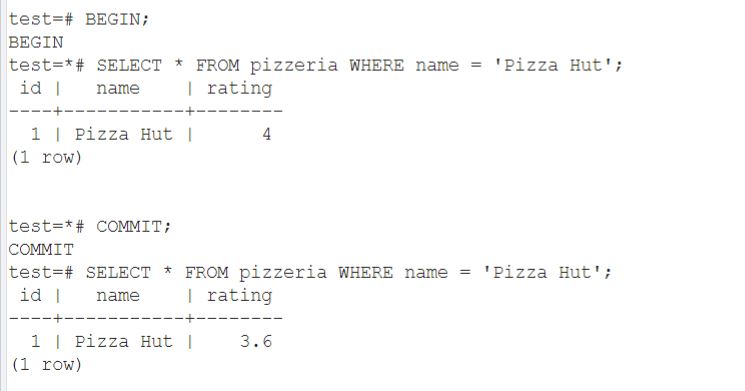 test=# BEGIN;
BEGIN
test=*# SELECT * FROM pizzeria WHERE name = 'Pizza Hut';
 id |   name    | rating
----+-----------+--------
  1 | Pizza Hut |      4
(1 row)
test=*# COMMIT;
COMMIT
test=# SELECT * FROM pizzeria WHERE name = 'Pizza Hut';
 id |   name    | rating
----+-----------+--------
  1 | Pizza Hut |    3.6
(1 row)